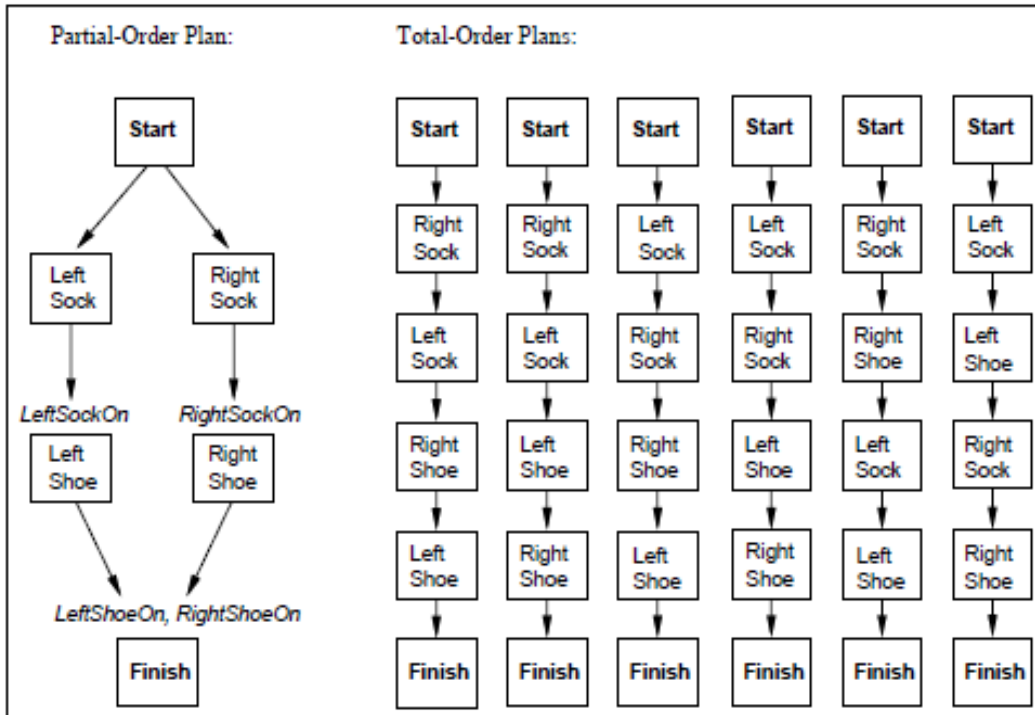 Partial-Order Plan:
Start
Left
Sock
Right
Sock
LeftSockOn
RightSockOn
Left
Shoe
Right
Shoe
LeftShoeOn, RightShoeOn
Finish
Total-Order Plans:
Start
Right
Sock
Left
Sock
Right
Shoe
Left
Shoe
Finish
Start
Right
Sock
Left
Sock
Left
Shoe
Right
Shoe
Finish
Start
Left
Sock
Right
Sock
Right
Shoe
Left
Shoe
Finish
Start
Left
Sock
Right
Sock
Left
Shoe
Right
Shoe
Finish
Start
Right
Sock
Right
Shoe
Left
Sock
Left
Shoe
Finish
Start
Left
Sock
Left
Shoe
Right
Sock
Right
Shoe
Finish